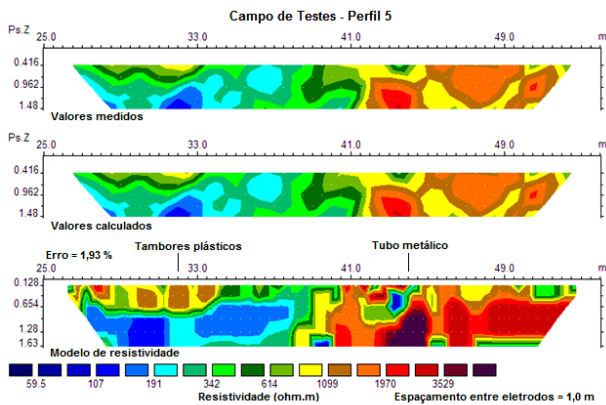 Campo de Testes - Perfil 5
Ps.Z
25.0 33.0 41.0 49.0 m
0.416
0.962
1.48
Valores medidos
Ps.Z
25.0 33.0 41.0 49.0 m
0.416
0.962
1.48
Valores calculados
Tambores plásticos Tubo metálico
Erro = 1,93 %
25.0 33.0 41.0 49.0 m
0.128
0.654
1.28
1.63
Modelo de resistividade
59.5 107 191 342 614 1099 1970 3529
Resistividade (ohm.m) Espaçamento entre eletrodos = 1,0 m